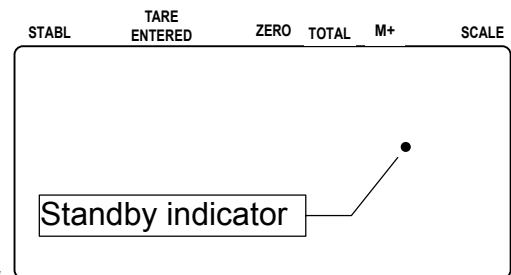 STABL TARE ENTERED ZERO TOTAL M+ SCALE
Standby indicator